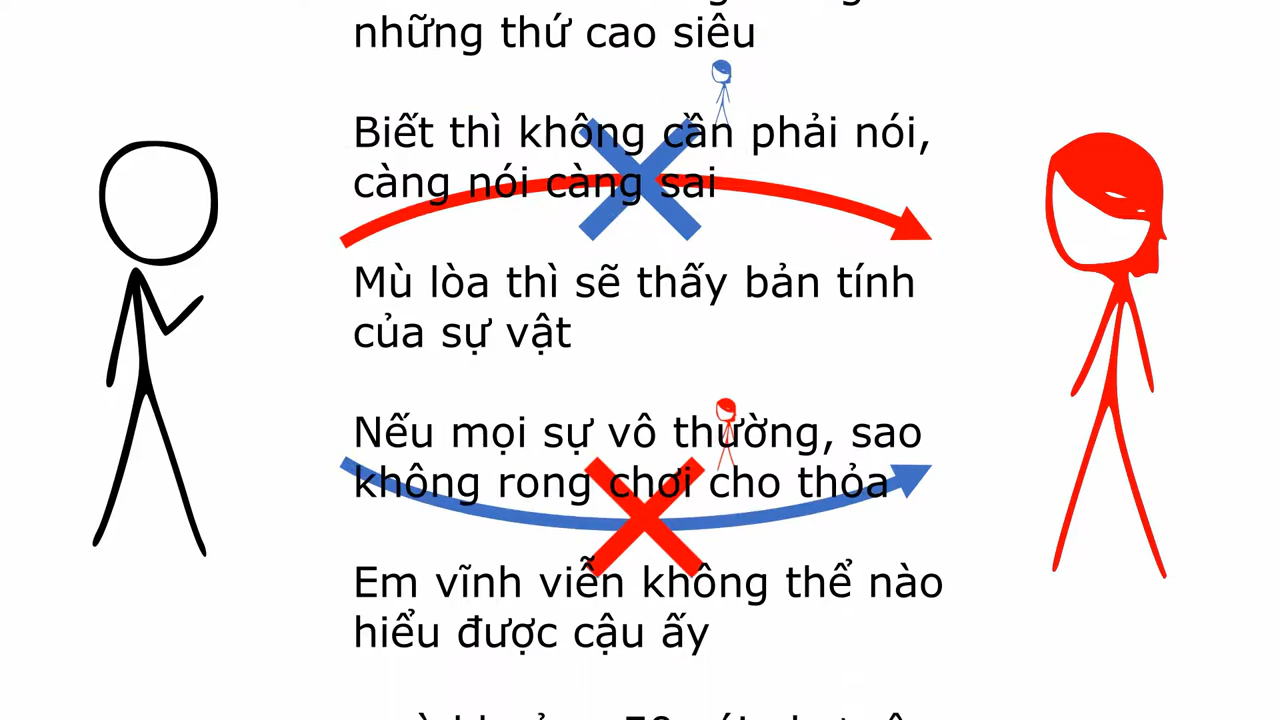 những thứ cao siêu
Biết thì không cần phải nói,
càng nói càng sai
Mù lòa thì sẽ thấy bản tính
của sự vật
Nếu mọi sự vô thường, sao
không rong chơi cho thỏa
Em vĩnh viễn không thể nào
hiểu được cậu ấy